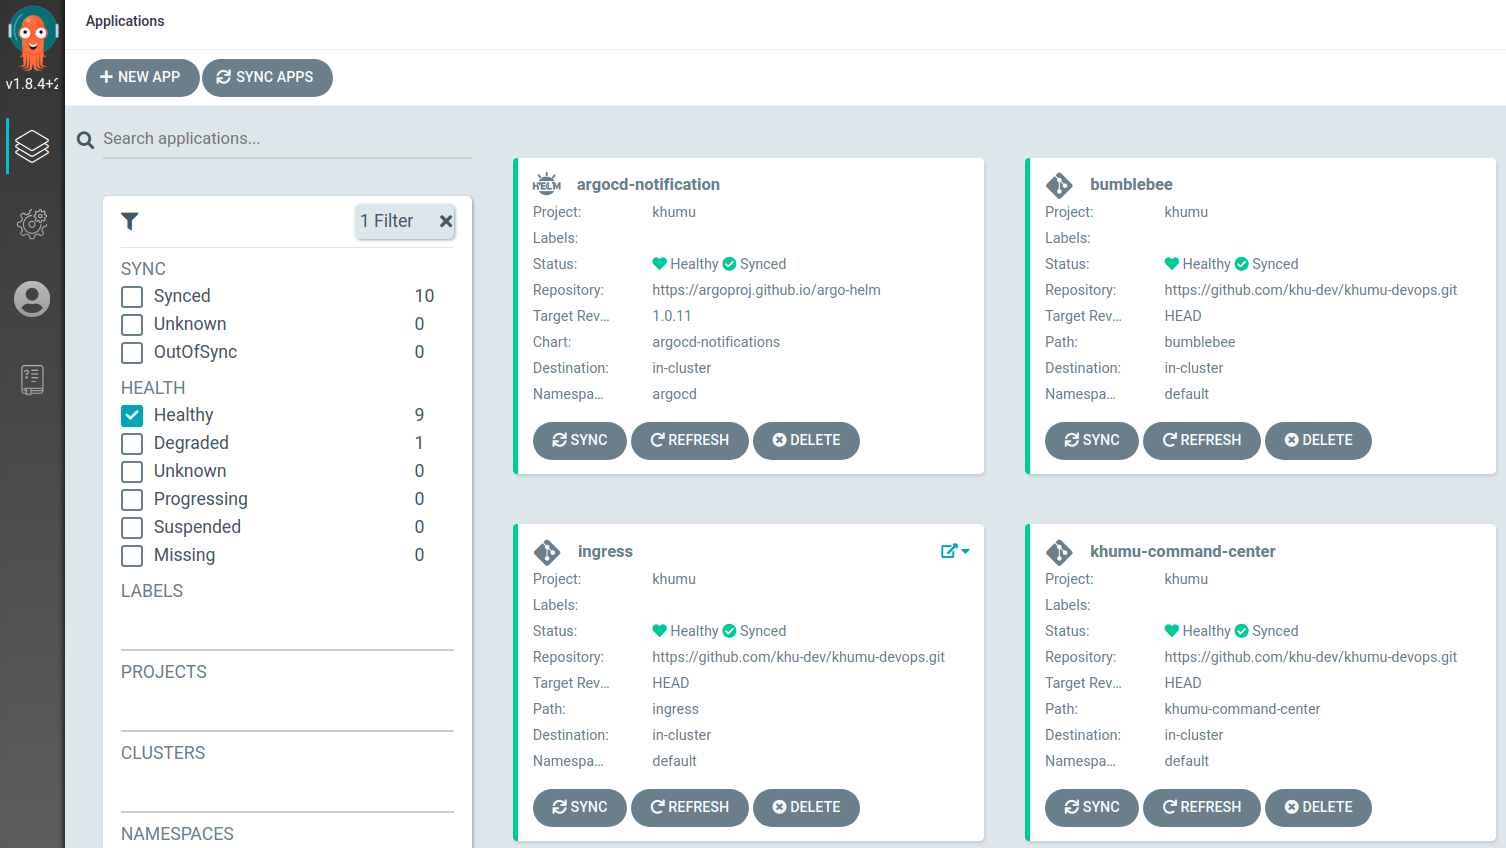 Applications
v1.8.4+2
NEW APP
SYNC APPS
Search applications...
1 Filter
SYNC
Synced 10
Unknown 0
OutOfSync 0
HEALTH
Healthy 9
Degraded 1
Unknown 0
Progressing 0
Suspended 0
Missing 0
LABELS
PROJECTS
CLUSTERS
NAMESPACES
HELM argocd-notification
Project: khumu
Labels:
Status: Healthy Synced
Repository: https://argoproj.github.io/argo-helm
Target Rev... 1.0.11
Chart: argocd-notifications
Destination: in-cluster
Namespa... argocd
SYNC REFRESH DELETE
bumblebee
Project: khumu
Labels:
Status: Healthy Synced
Repository: https://github.com/khu-dev/khumu-devops.git
Target Rev... HEAD
Path: bumblebee
Destination: in-cluster
Namespa... default
SYNC REFRESH DELETE
ingress
Project: khumu
Labels:
Status: Healthy Synced
Repository: https://github.com/khu-dev/khumu-devops.git
Target Rev... HEAD
Path: ingress
Destination: in-cluster
Namespa... default
SYNC REFRESH DELETE
khumu-command-center
Project: khumu
Labels:
Status: Healthy Synced
Repository: https://github.com/khu-dev/khumu-devops.git
Target Rev... HEAD
Path: khumu-command-center
Destination: in-cluster
Namespa... default
SYNC REFRESH DELETE